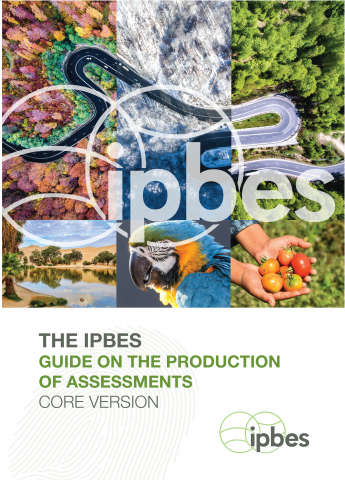 ipbes
THE IPBES
GUIDE ON THE PRODUCTION
OF ASSESSMENTS
CORE VERSION
ipbes